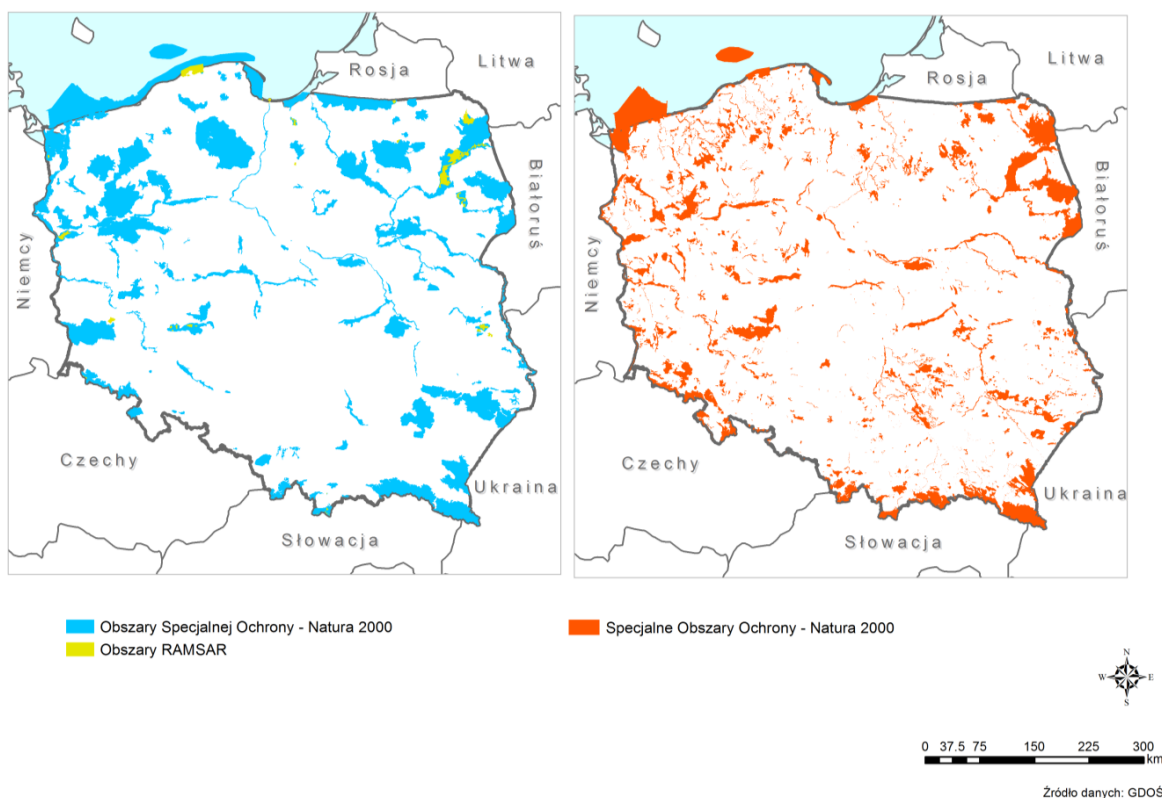 Rosja
Litwa
Białoruś
Niemcy
Czechy
Ukraina
Słowacja
Rosja
Litwa
Białoruś
Niemcy
Czechy
Ukraina
Słowacja
Obszary Specjalnej Ochrony - Natura 2000
Obszary RAMSAR
Specjalne Obszary Ochrony - Natura 2000
N
W E
S
0 37.5 75 150 225 300
km
Źródło danych: GDOŚ